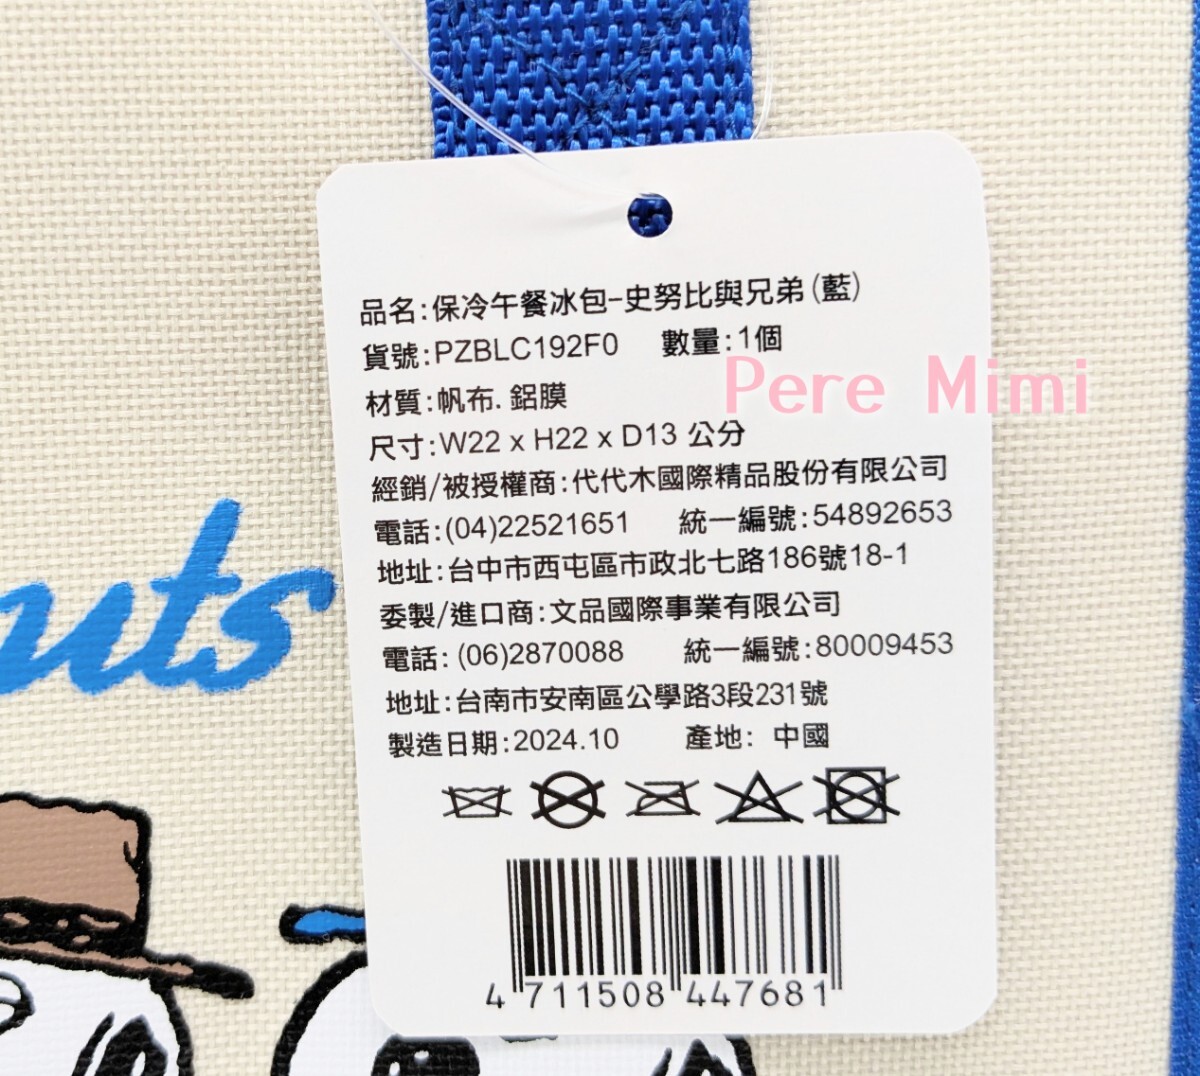 品名:保冷午餐冰包-史努比與兄弟(藍)
貨號:PZBLC192F0 數量:1個
Pere Mimi
材質:帆布.鋁膜
尺寸:W22 x H22 x D13 公分
經銷/被授權商:代代木國際精品股份有限公司
電話:(04)22521651 統一編號:54892653
地址:台中市西屯區市政北七路186號18-1
委製/進口商:文品國際事業有限公司
電話: (06)2870088 統一編號:80009453
地址:台南市安南區公學路3段231號
製造日期:2024.10 產地: 中國
4 711508 447681
uts